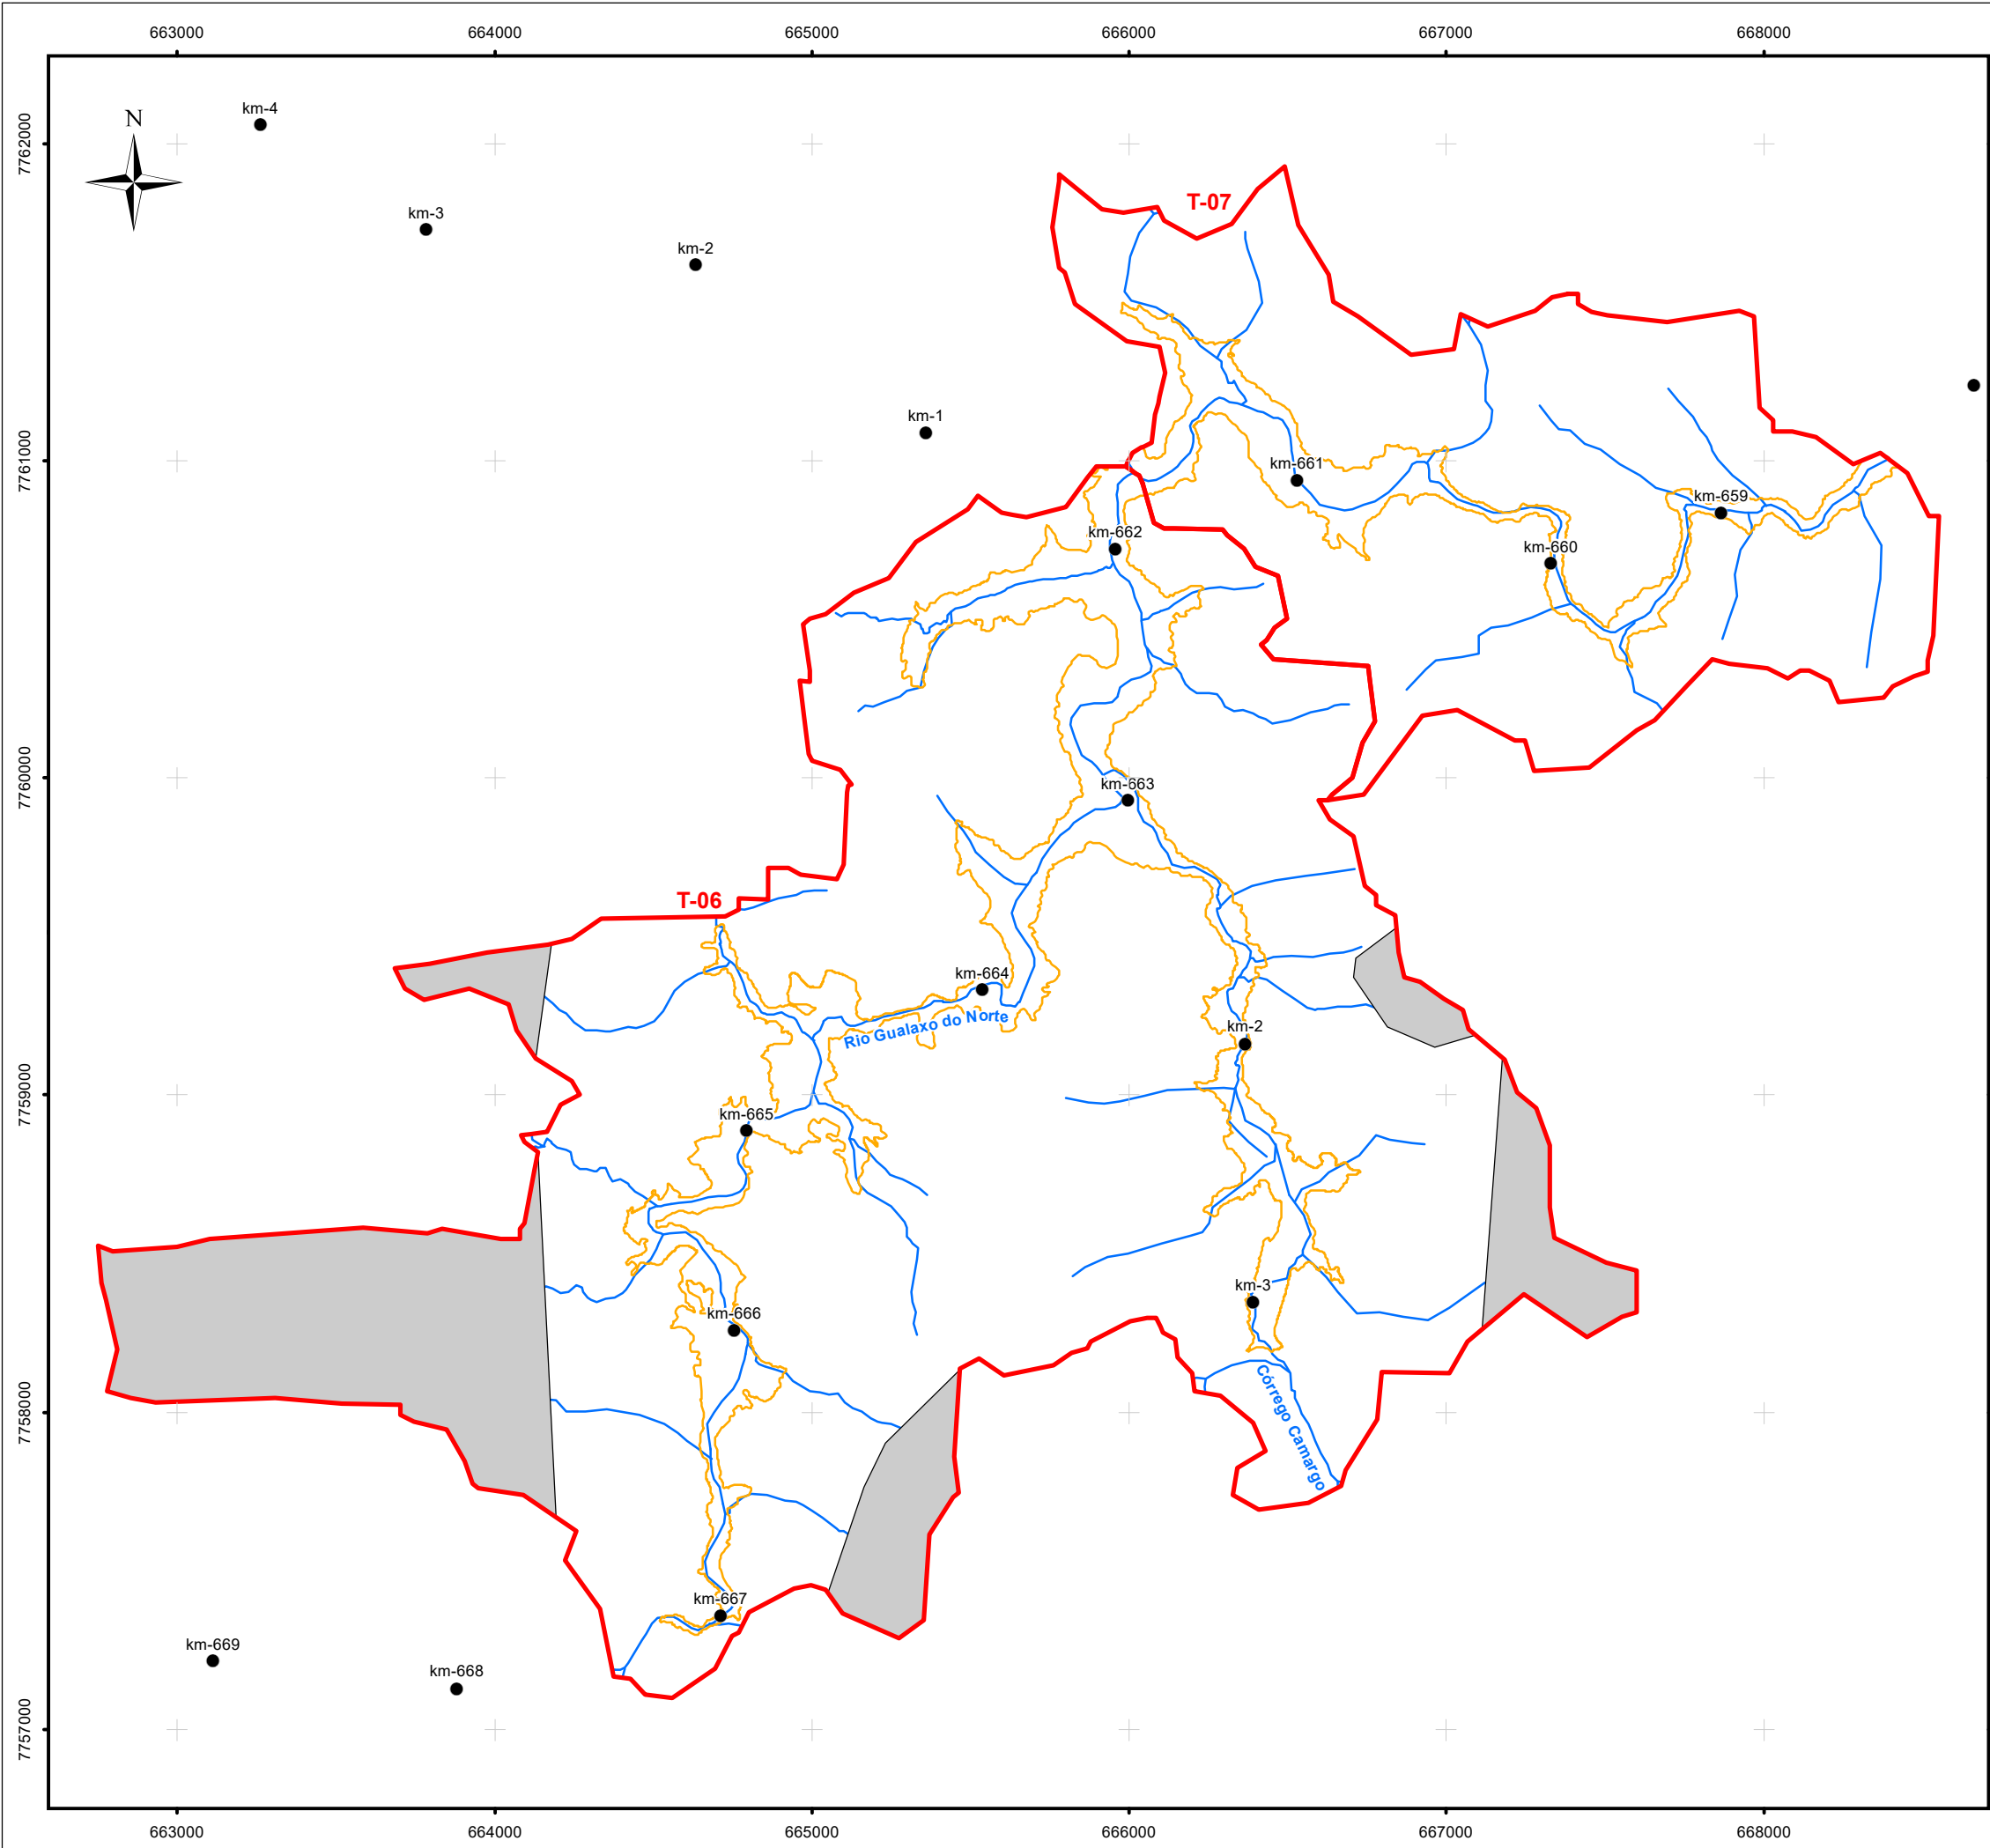 663000 664000 665000 666000 667000 668000
km-4
N
7762000
km-3
T-07
km-2
km-1
7761000
km-661
km-659
km-662
km-660
7760000
km-663
T-06
km-664
Rio Gualaxo do Norte
km-2
7759000
km-665
km-3
km-666
7758000
Córrego Camargo
km-667
km-669
km-668
7757000
663000 664000 665000 666000 667000 668000